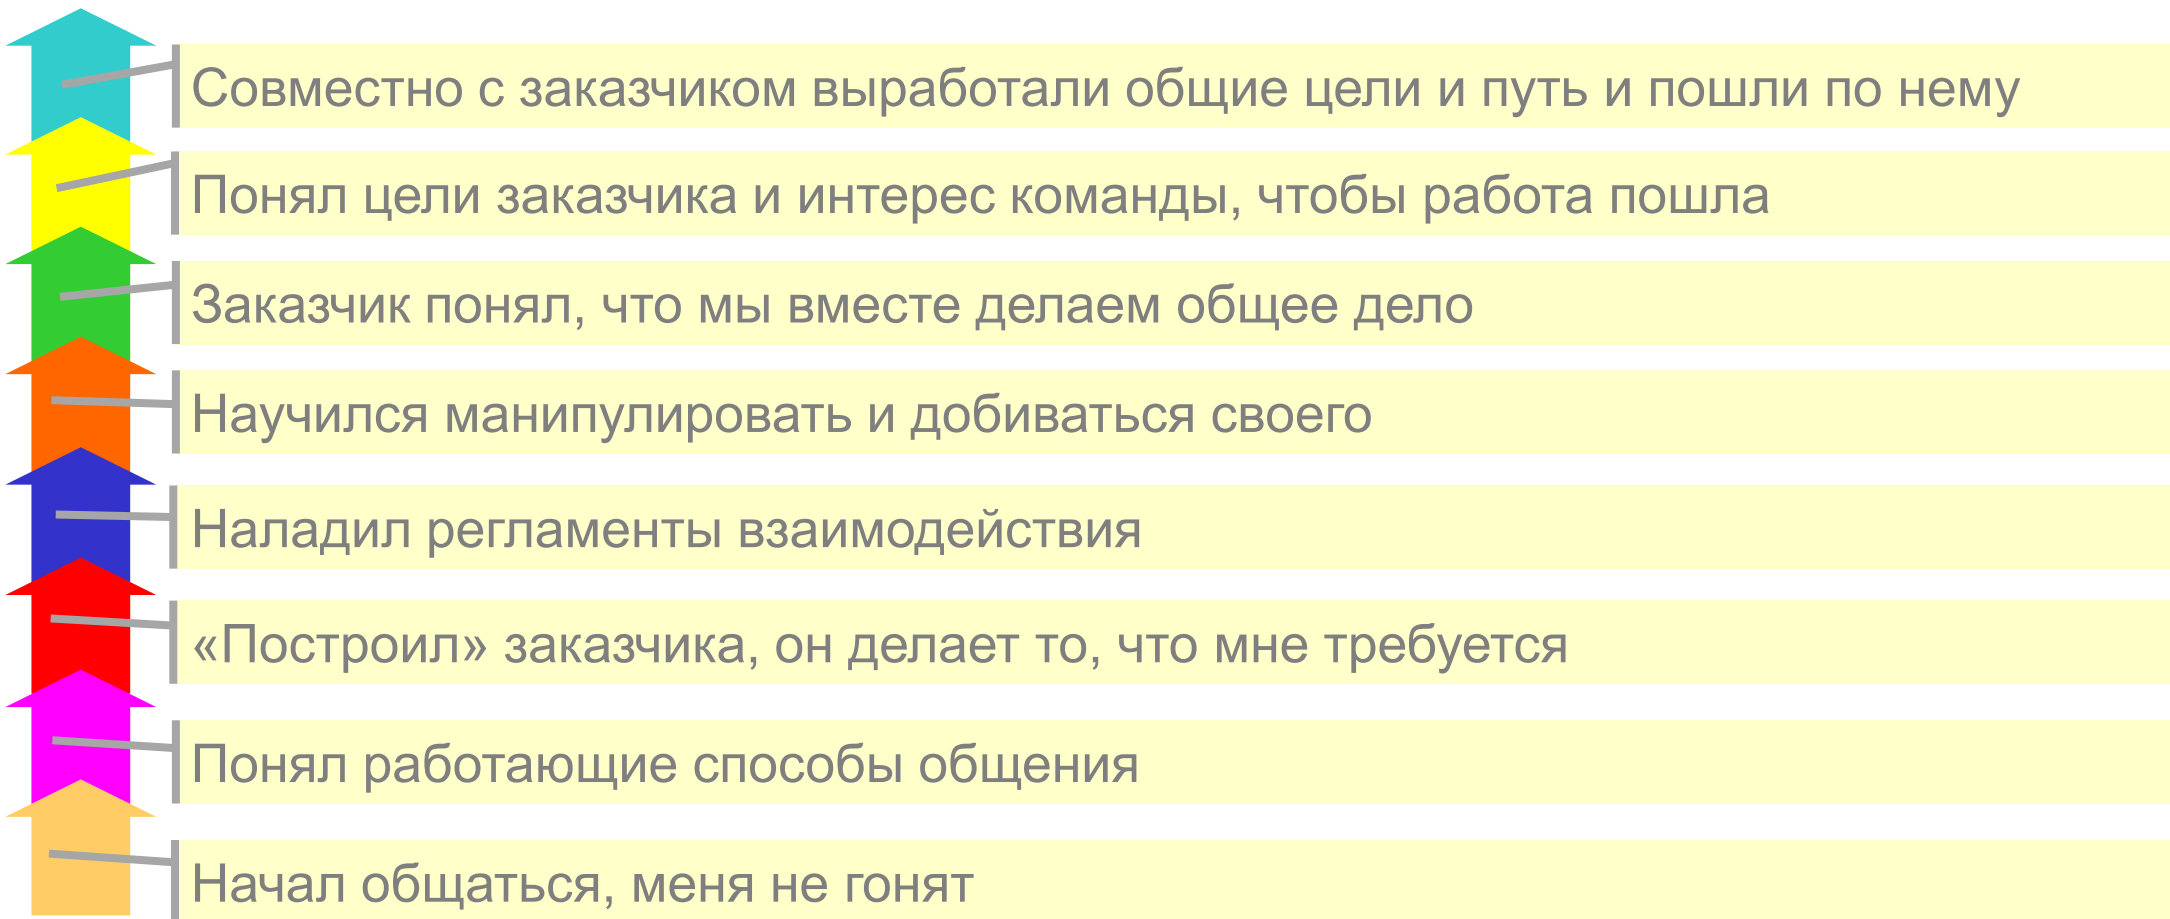 Совместно с заказчиком выработали общие цели и путь и пошли по нему
Понял цели заказчика и интерес команды, чтобы работа пошла
Заказчик понял, что мы вместе делаем общее дело
Научился манипулировать и добиваться своего
Наладил регламенты взаимодействия
«Построил» заказчика, он делает то, что мне требуется
Понял работающие способы общения
Начал общаться, меня не гонят